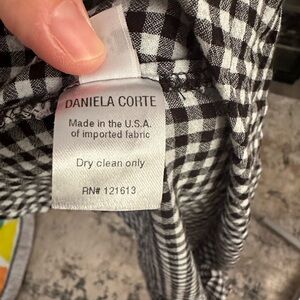 DANIELA CORTE
Made in the U.S.A.
of imported fabric
Dry clean only
RN# 121613